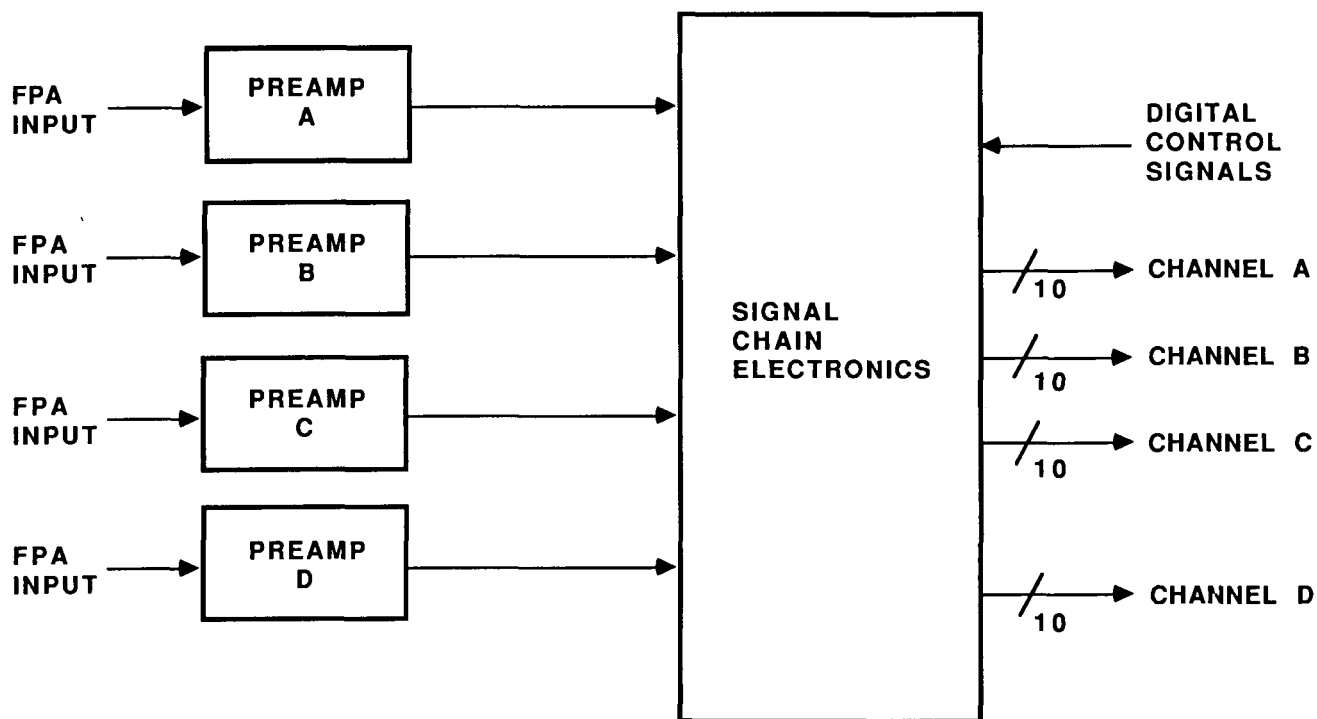 FPA
INPUT
PREAMP
A
FPA
INPUT
PREAMP
B
FPA
INPUT
PREAMP
C
FPA
INPUT
PREAMP
D
SIGNAL
CHAIN
ELECTRONICS
DIGITAL
CONTROL
SIGNALS
10
CHANNEL A
10
CHANNEL B
10
CHANNEL C
10
CHANNEL D